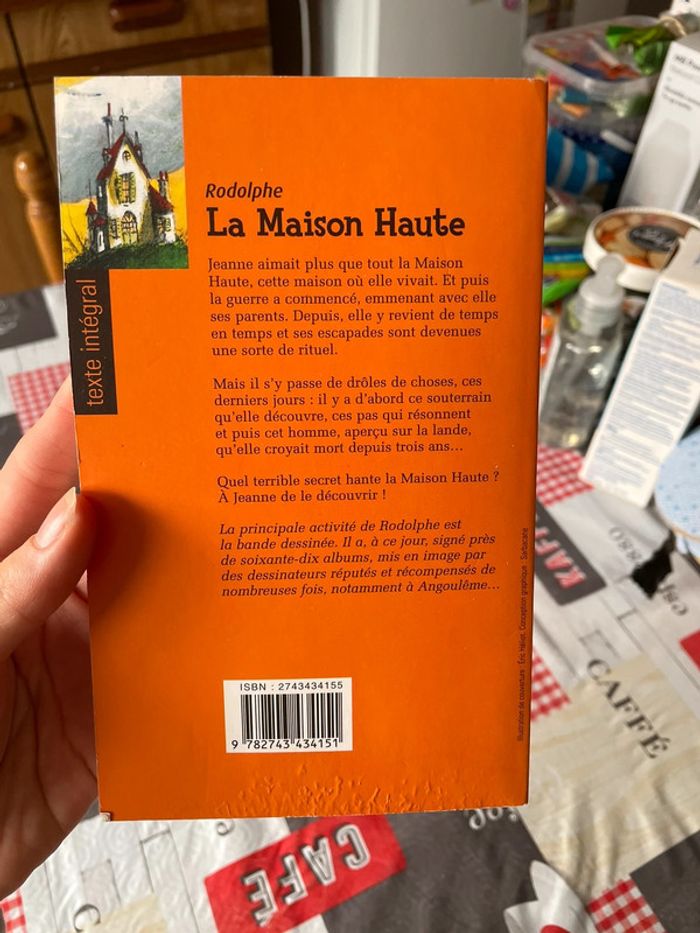 Rodolphe
La Maison Haute
Jeanne aimait plus que tout la Maison
Haute, cette maison où elle vivait. Et puis
la guerre a commencé, emmenant avec elle
ses parents. Depuis, elle y revient de temps
en temps et ses escapades sont devenues
une sorte de rituel.
Mais il s'y passe de drôles de choses, ces
derniers jours : il y a d'abord ce souterrain
qu'elle découvre, ces pas qui résonnent
et puis cet homme, aperçu sur la lande,
qu'elle croyait mort depuis trois ans...
Quel terrible secret hante la Maison Haute ?
À Jeanne de le découvrir !
La principale activité de Rodolphe est
la bande dessinée. Il a, à ce jour, signé près
de soixante-dix albums, mis en image par
des dessinateurs réputés et récompensés de
nombreuses fois, notamment à Angoulême...
texte intégral
ISBN : 2743434155
9 782743 434151
CAFÉ
CAFFÉ